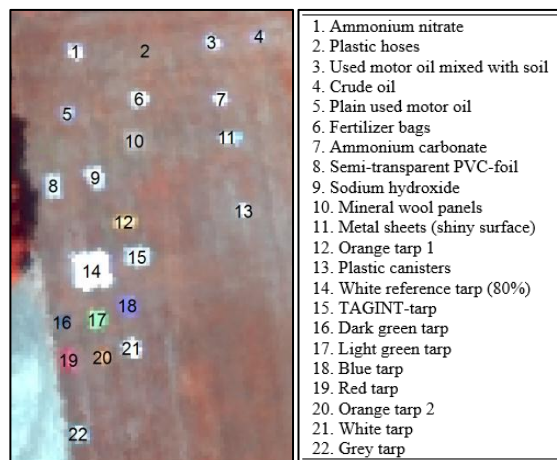 1
2
3
4
5
6
7
8
9
10
11
12
13
14
15
16
17
18
19
20
21
22
1. Ammonium nitrate
2. Plastic hoses
3. Used motor oil mixed with soil
4. Crude oil
5. Plain used motor oil
6. Fertilizer bags
7. Ammonium carbonate
8. Semi-transparent PVC-foil
9. Sodium hydroxide
10. Mineral wool panels
11. Metal sheets (shiny surface)
12. Orange tarp 1
13. Plastic canisters
14. White reference tarp (80%)
15. TAGINT-tarp
16. Dark green tarp
17. Light green tarp
18. Blue tarp
19. Red tarp
20. Orange tarp 2
21. White tarp
22. Grey tarp